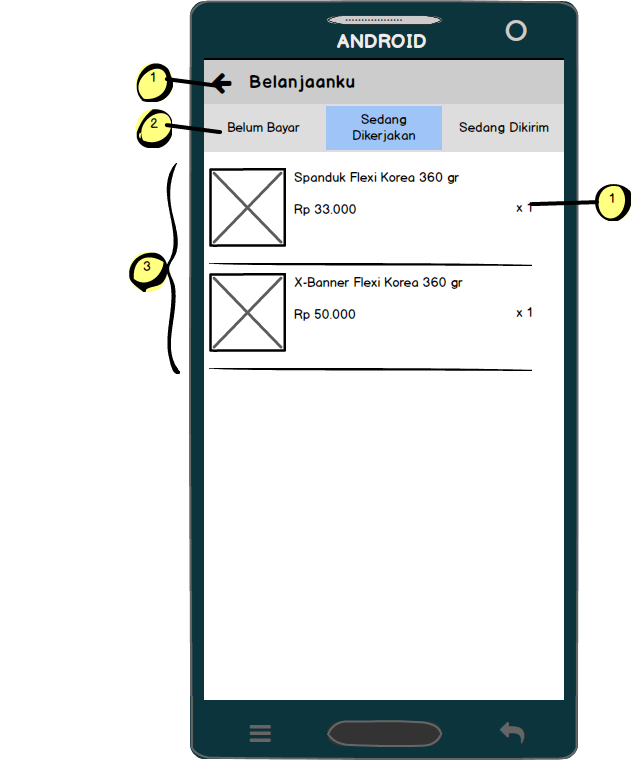 ANDROID
1
Belanjaanku
2
Belum Bayar
Sedang
Dikerjakan
Sedang Dikirim
Spanduk Flexi Korea 360 gr
Rp 33.000
x 1
1
3
X-Banner Flexi Korea 360 gr
Rp 50.000
x 1